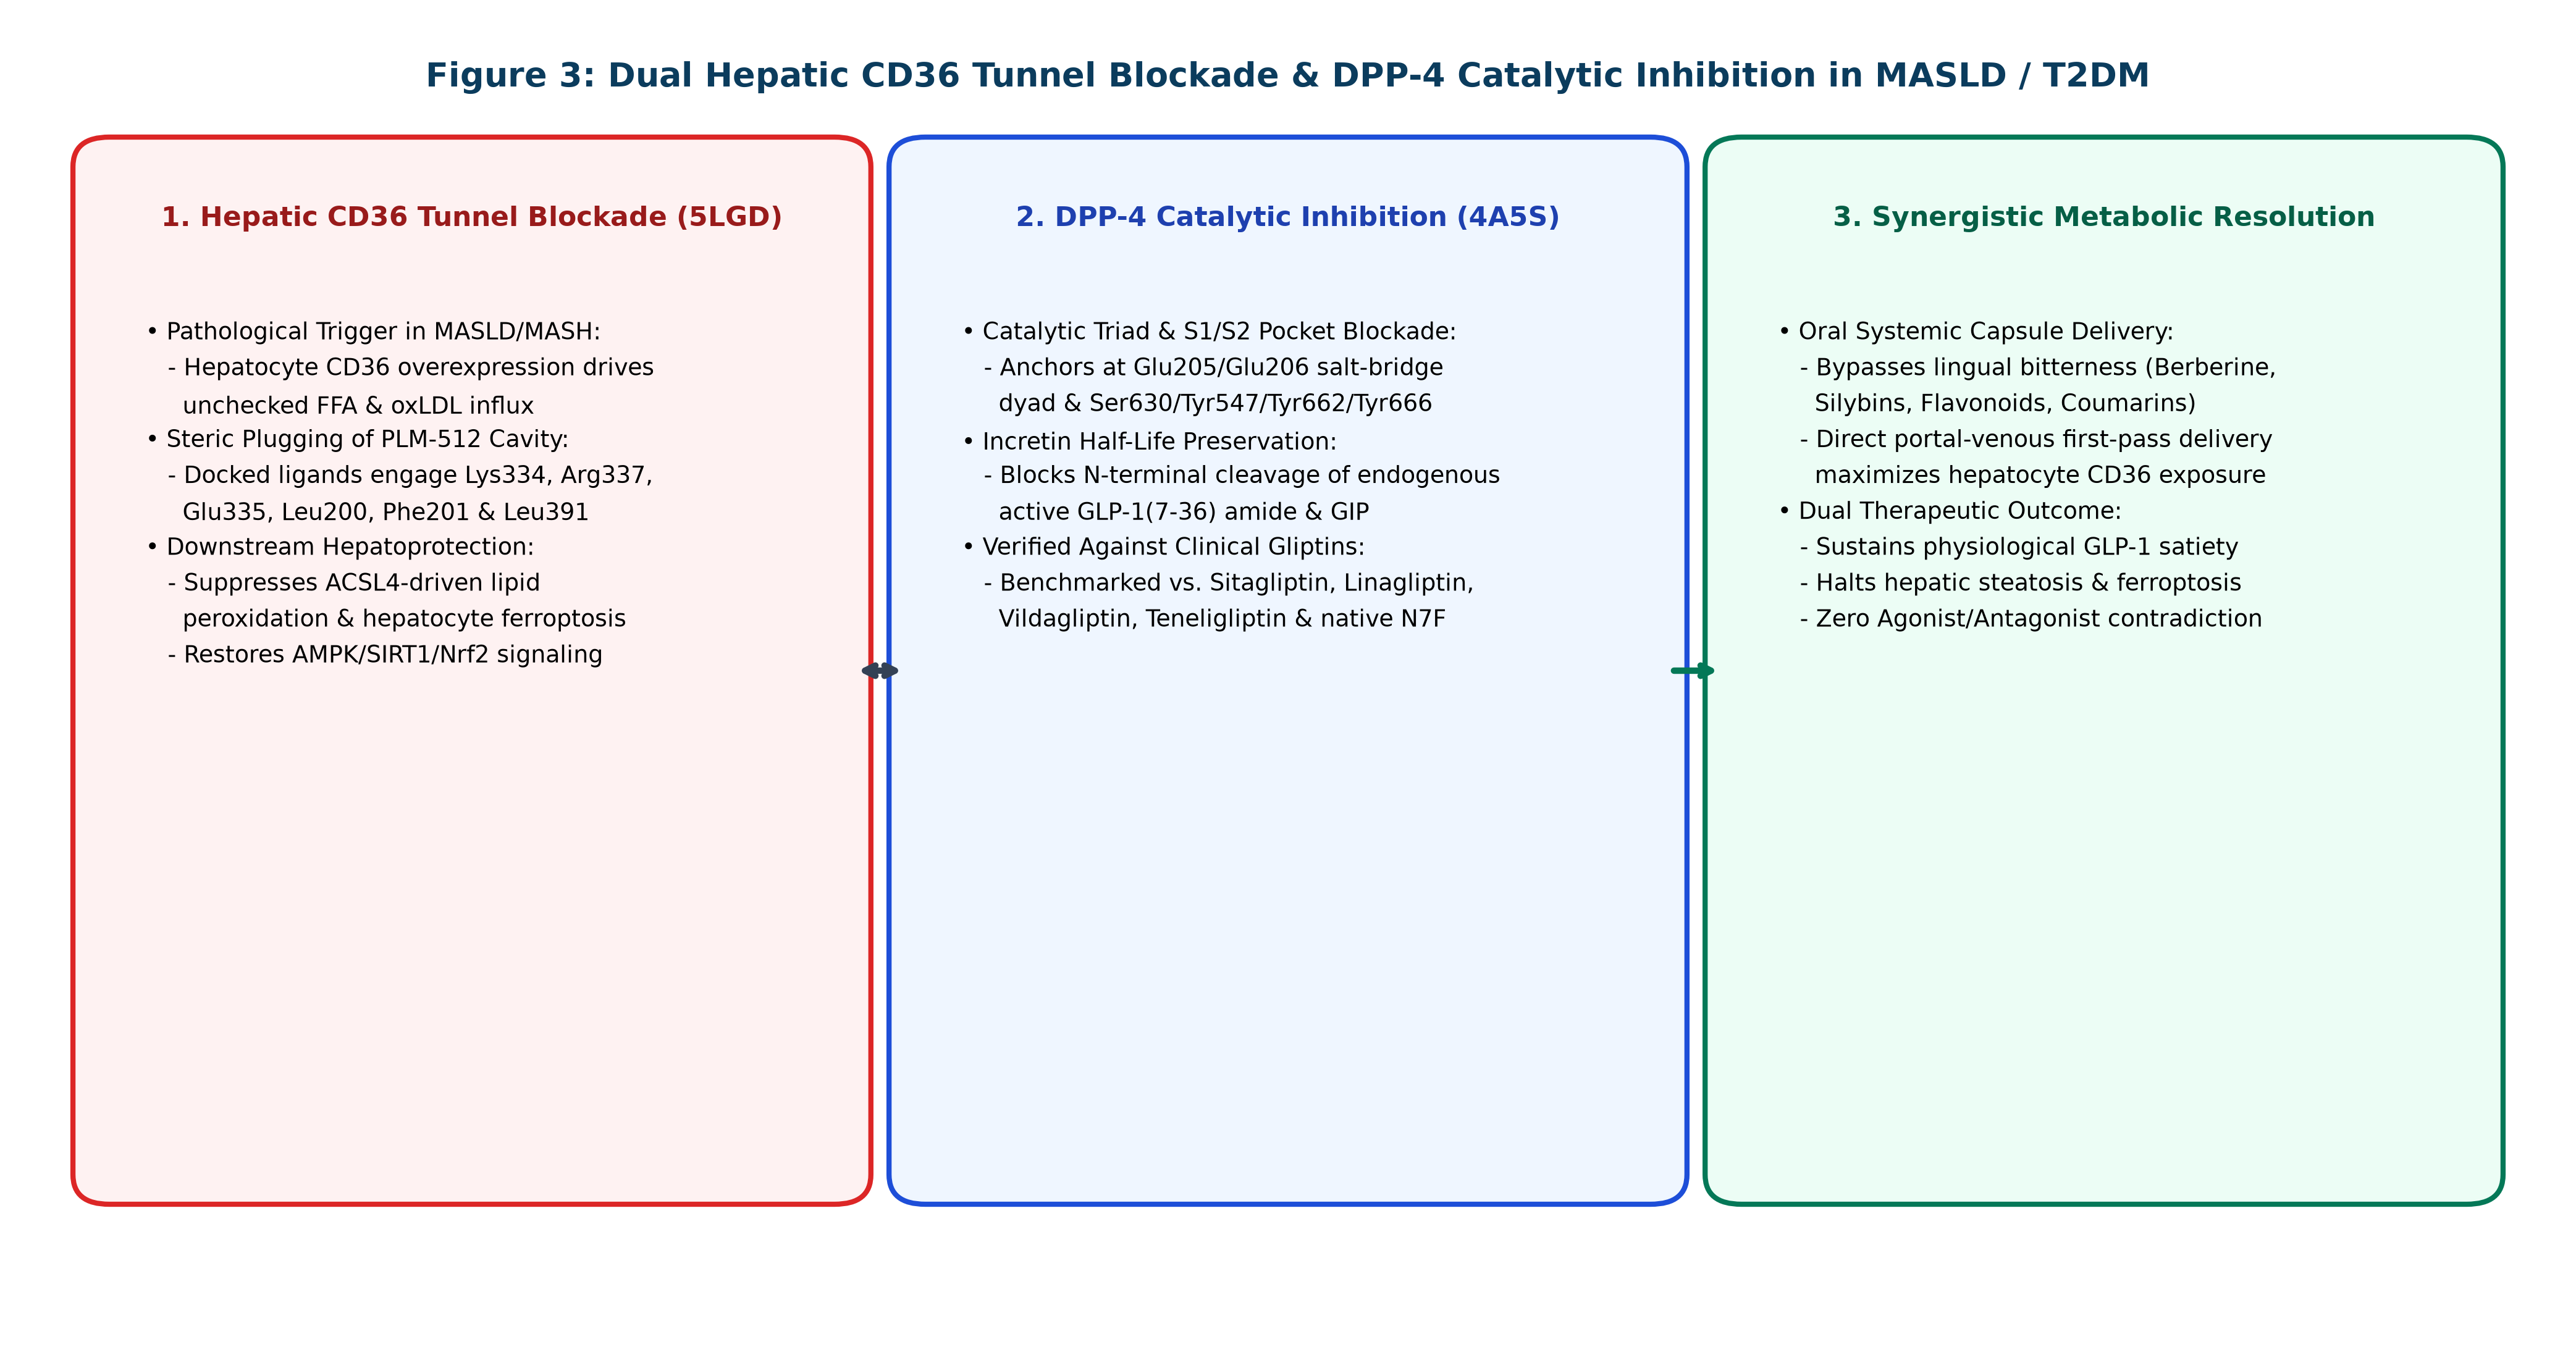 Figure 3: Dual Hepatic CD36 Tunnel Blockade & DPP-4 Catalytic Inhibition in MASLD / T2DM
1. Hepatic CD36 Tunnel Blockade (5LGD)
• Pathological Trigger in MASLD/MASH:
- Hepatocyte CD36 overexpression drives
unchecked FFA & oxLDL influx
• Steric Plugging of PLM-512 Cavity:
- Docked ligands engage Lys334, Arg337,
Glu335, Leu200, Phe201 & Leu391
• Downstream Hepatoprotection:
- Suppresses ACSL4-driven lipid
peroxidation & hepatocyte ferroptosis
- Restores AMPK/SIRT1/Nrf2 signaling
2. DPP-4 Catalytic Inhibition (4A5S)
• Catalytic Triad & S1/S2 Pocket Blockade:
- Anchors at Glu205/Glu206 salt-bridge
dyad & Ser630/Tyr547/Tyr662/Tyr666
• Incretin Half-Life Preservation:
- Blocks N-terminal cleavage of endogenous
active GLP-1(7-36) amide & GIP
• Verified Against Clinical Gliptins:
- Benchmarked vs. Sitagliptin, Linagliptin,
Vildagliptin, Teneligliptin & native N7F
3. Synergistic Metabolic Resolution
• Oral Systemic Capsule Delivery:
- Bypasses lingual bitterness (Berberine,
Silybins, Flavonoids, Coumarins)
- Direct portal-venous first-pass delivery
maximizes hepatocyte CD36 exposure
• Dual Therapeutic Outcome:
- Sustains physiological GLP-1 satiety
- Halts hepatic steatosis & ferroptosis
- Zero Agonist/Antagonist contradiction